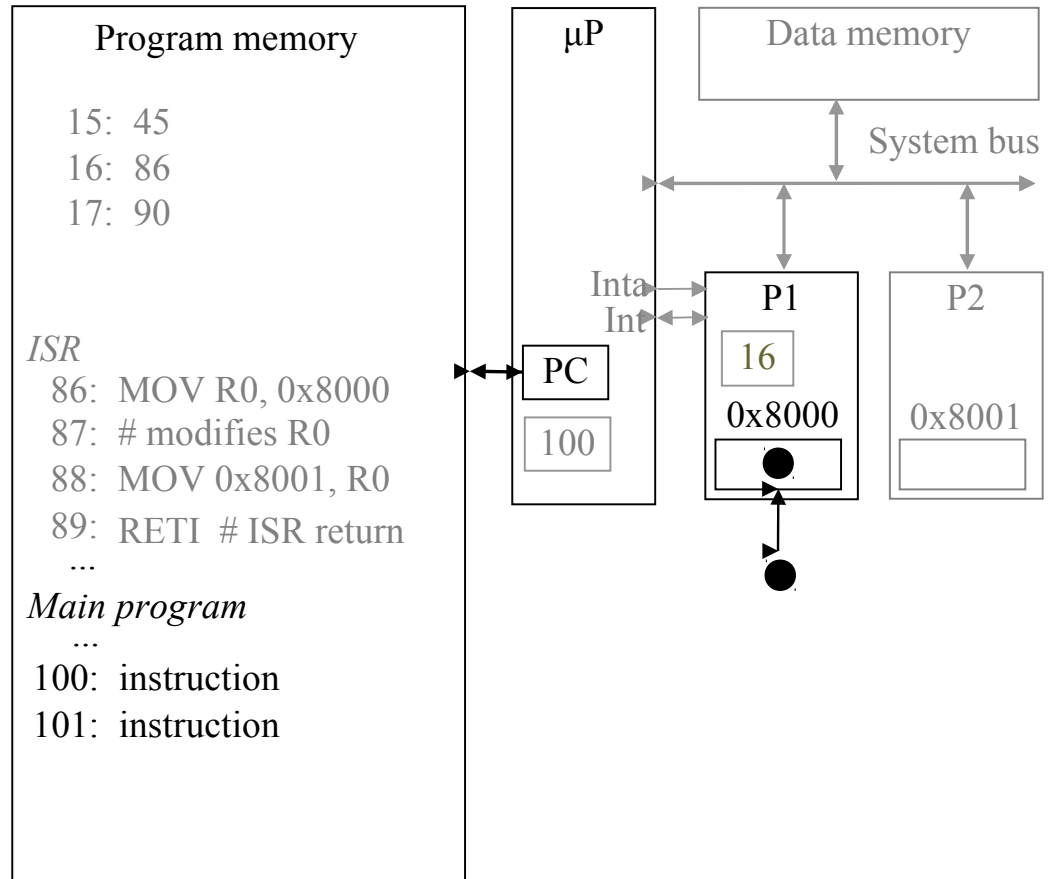 Program memory
15: 45
16: 86
17: 90
ISR
86: MOV R0, 0x8000
87: # modifies R0
88: MOV 0x8001, R0
89: RETI # ISR return
...
Main program
...
100: instruction
101: instruction
μP
Inta
Int
PC
100
Data memory
System bus
P1
16
0x8000
P2
0x8001